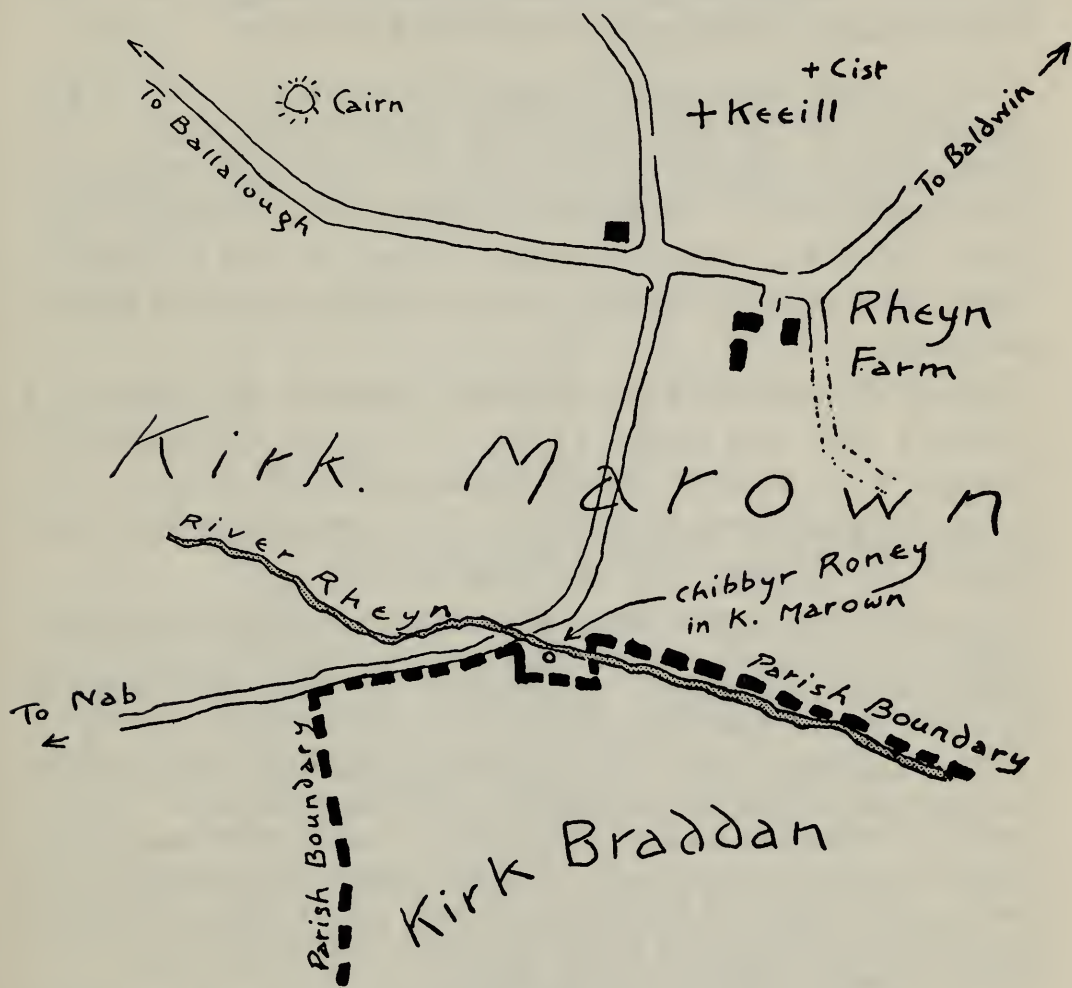 + Cist
Cairn
+ Keeill
To Ballalough
To Baldwin
Rheyn
Farm
Kirk. Marown
River Rheyn
Chibbyr Roney
in K. Marown
Parish Boundary
To Nab
Parish Boundary
Kirk Braddan